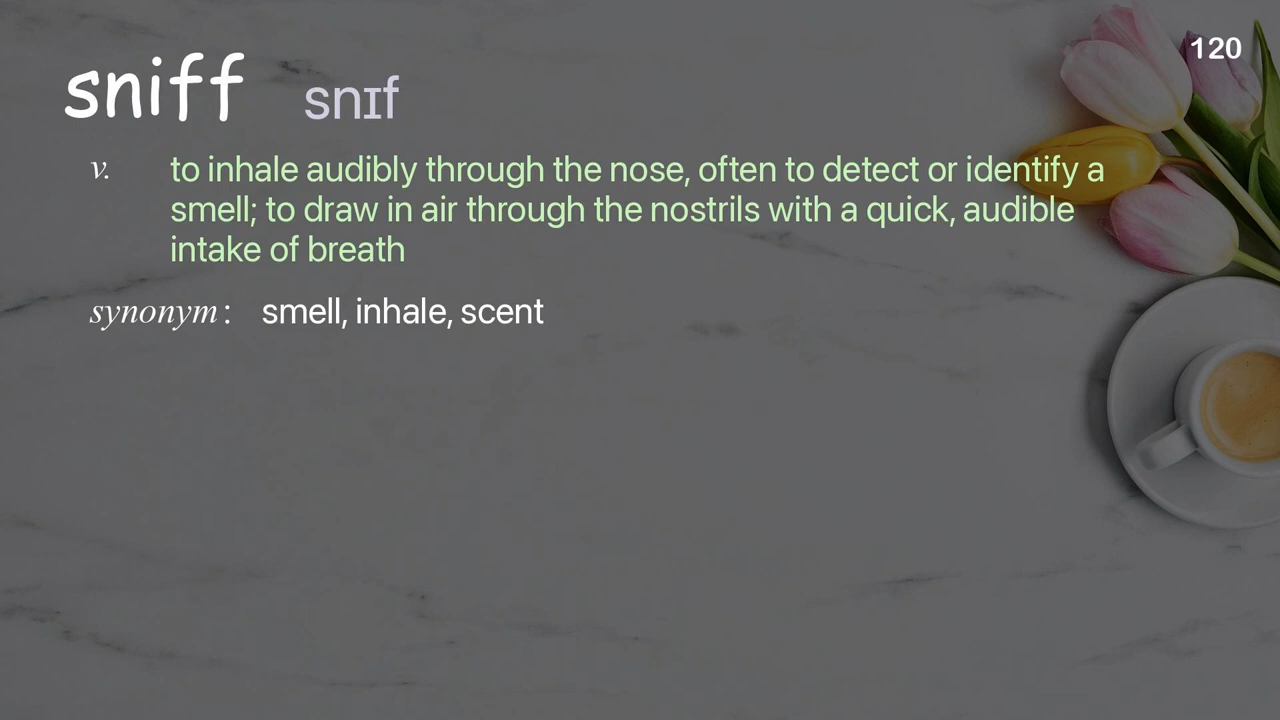 120
sniff snɪf
v. to inhale audibly through the nose, often to detect or identify a
smell; to draw in air through the nostrils with a quick, audible
intake of breath
synonym: smell, inhale, scent